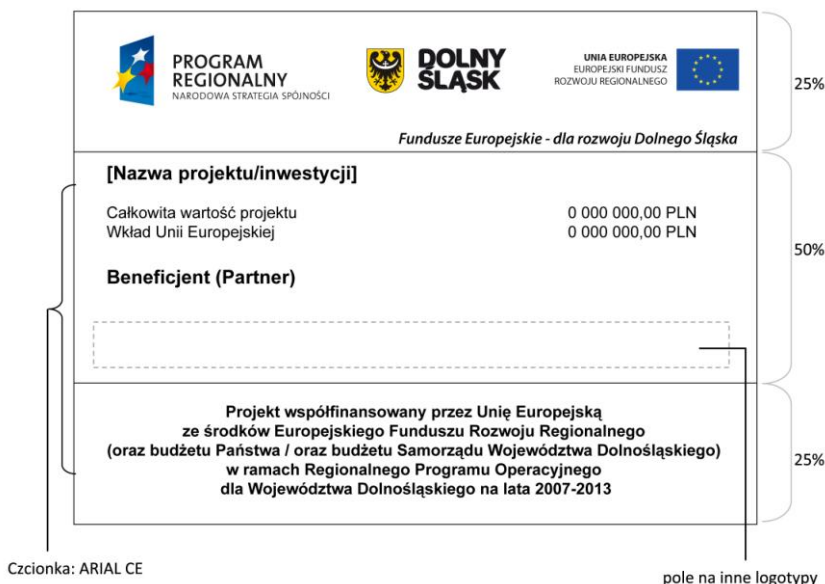 PROGRAM
REGIONALNY
NARODOWA STRATEGIA SPÓJNOŚCI
DOLNY
ŚLĄSK
UNIA EUROPEJSKA
EUROPEJSKI FUNDUSZ
ROZWOJU REGIONALNEGO
25%
Fundusze Europejskie - dla rozwoju Dolnego Śląska
[Nazwa projektu/inwestycji]
Całkowita wartość projektu 0 000 000,00 PLN
Wkład Unii Europejskiej 0 000 000,00 PLN
50%
Beneficjent (Partner)
Projekt współfinansowany przez Unię Europejską
ze środków Europejskiego Funduszu Rozwoju Regionalnego
(oraz budżetu Państwa / oraz budżetu Samorządu Województwa Dolnośląskiego)
w ramach Regionalnego Programu Operacyjnego
dla Województwa Dolnośląskiego na lata 2007-2013
25%
Czcionka: ARIAL CE
pole na inne logotypy